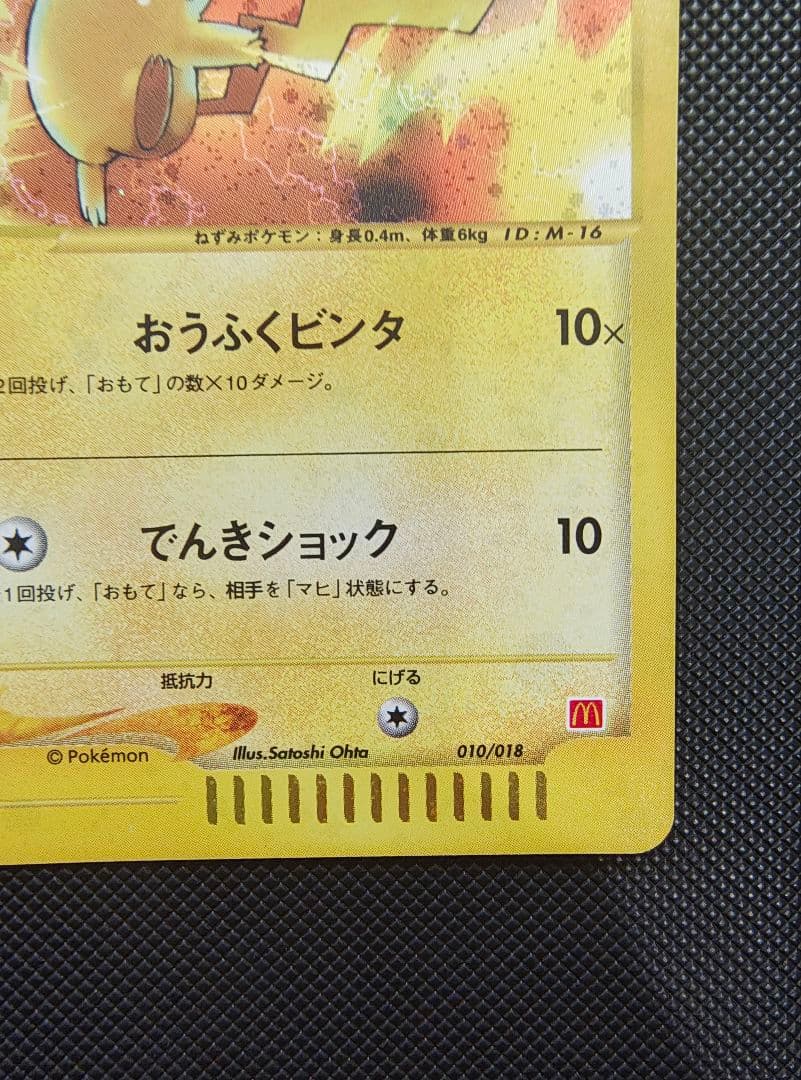 ねずみポケモン：身長0.4m、体重6kg ID:M-16
おうふくビンタ 10×
2回投げ、「おもて」の数×10ダメージ。
でんきショック 10
1回投げ、「おもて」なら、相手を「マヒ」状態にする。
抵抗力 にげる
© Pokémon Illus.Satoshi Ohta 010/018